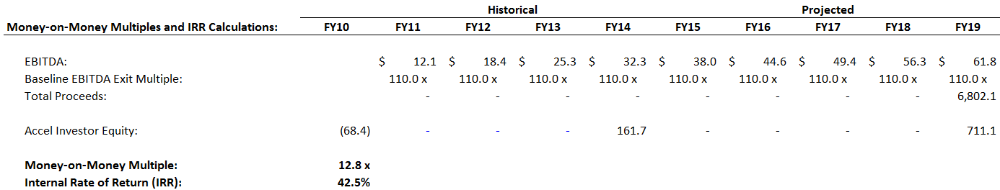 Historical Projected
Money-on-Money Multiples and IRR Calculations: FY10 FY11 FY12 FY13 FY14 FY15 FY16 FY17 FY18 FY19
EBITDA: $ 12.1 $ 18.4 $ 25.3 $ 32.3 $ 38.0 $ 44.6 $ 49.4 $ 56.3 $ 61.8
Baseline EBITDA Exit Multiple: 110.0 x 110.0 x 110.0 x 110.0 x 110.0 x 110.0 x 110.0 x 110.0 x 110.0 x
Total Proceeds: - - - - - - - - 6,802.1
Accel Investor Equity: (68.4) - - - 161.7 - - - - 711.1
Money-on-Money Multiple: 12.8 x
Internal Rate of Return (IRR): 42.5%